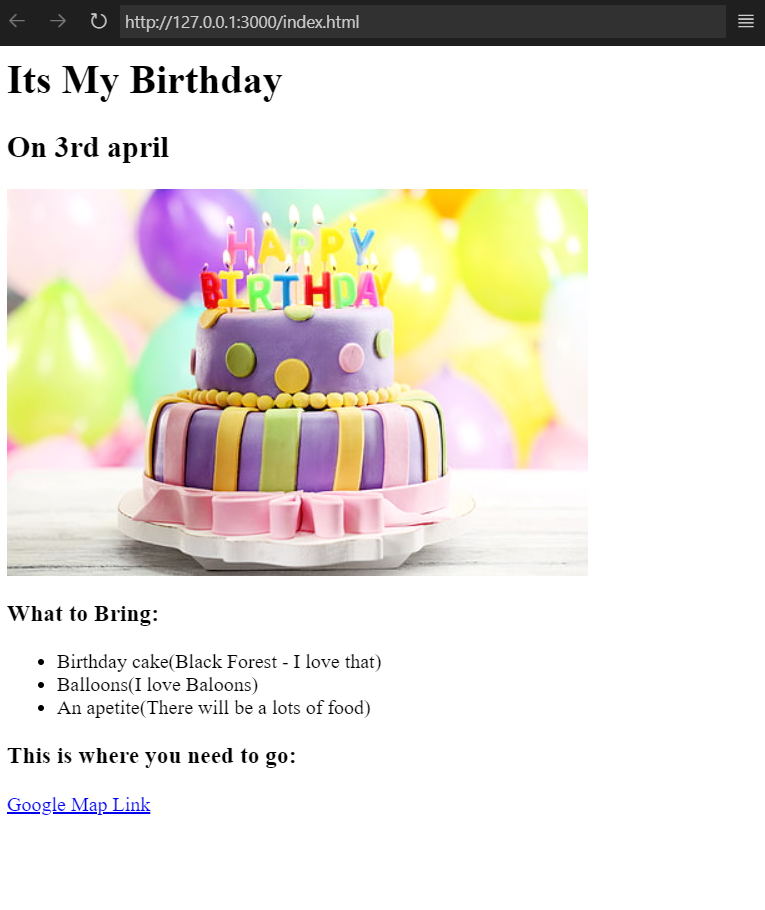 http://127.0.0.1:3000/index.html
Its My Birthday
On 3rd april
HAPPY
BIRTHDAY
What to Bring:
Birthday cake(Black Forest - I love that)
Balloons(I love Baloons)
An apetite(There will be a lots of food)
This is where you need to go:
Google Map Link